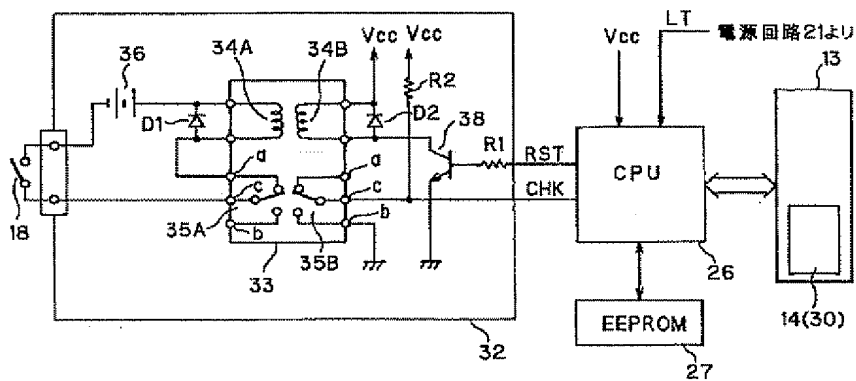 LT
電源回路21より
Vcc
Vcc
Vcc
13
34A
34B
36
R2
D1
D2
38
R1
RST
CPU
a
a
c
c
CHK
18
35A
35B
b
b
33
26
14(30)
EEPROM
32
27